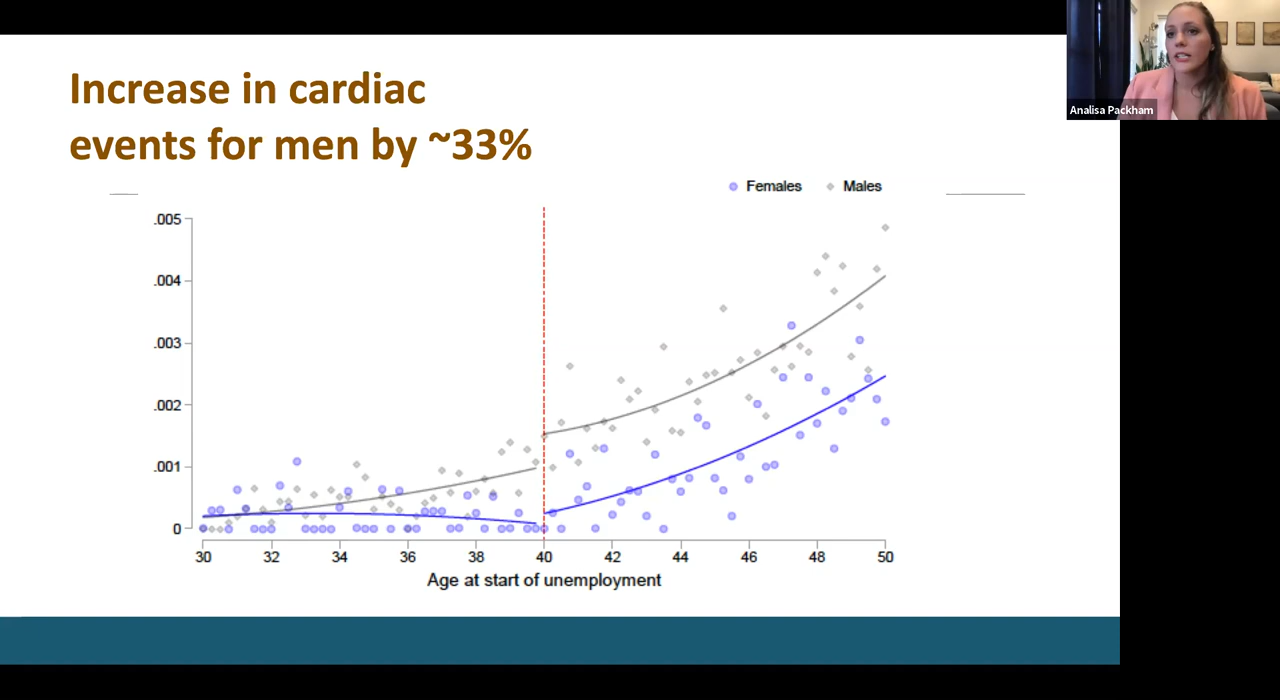 Increase in cardiac
events for men by ~33%
Analisa Packham
Females Males
.005
.004
.003
.002
.001
0
30 32 34 36 38 40 42 44 46 48 50
Age at start of unemployment